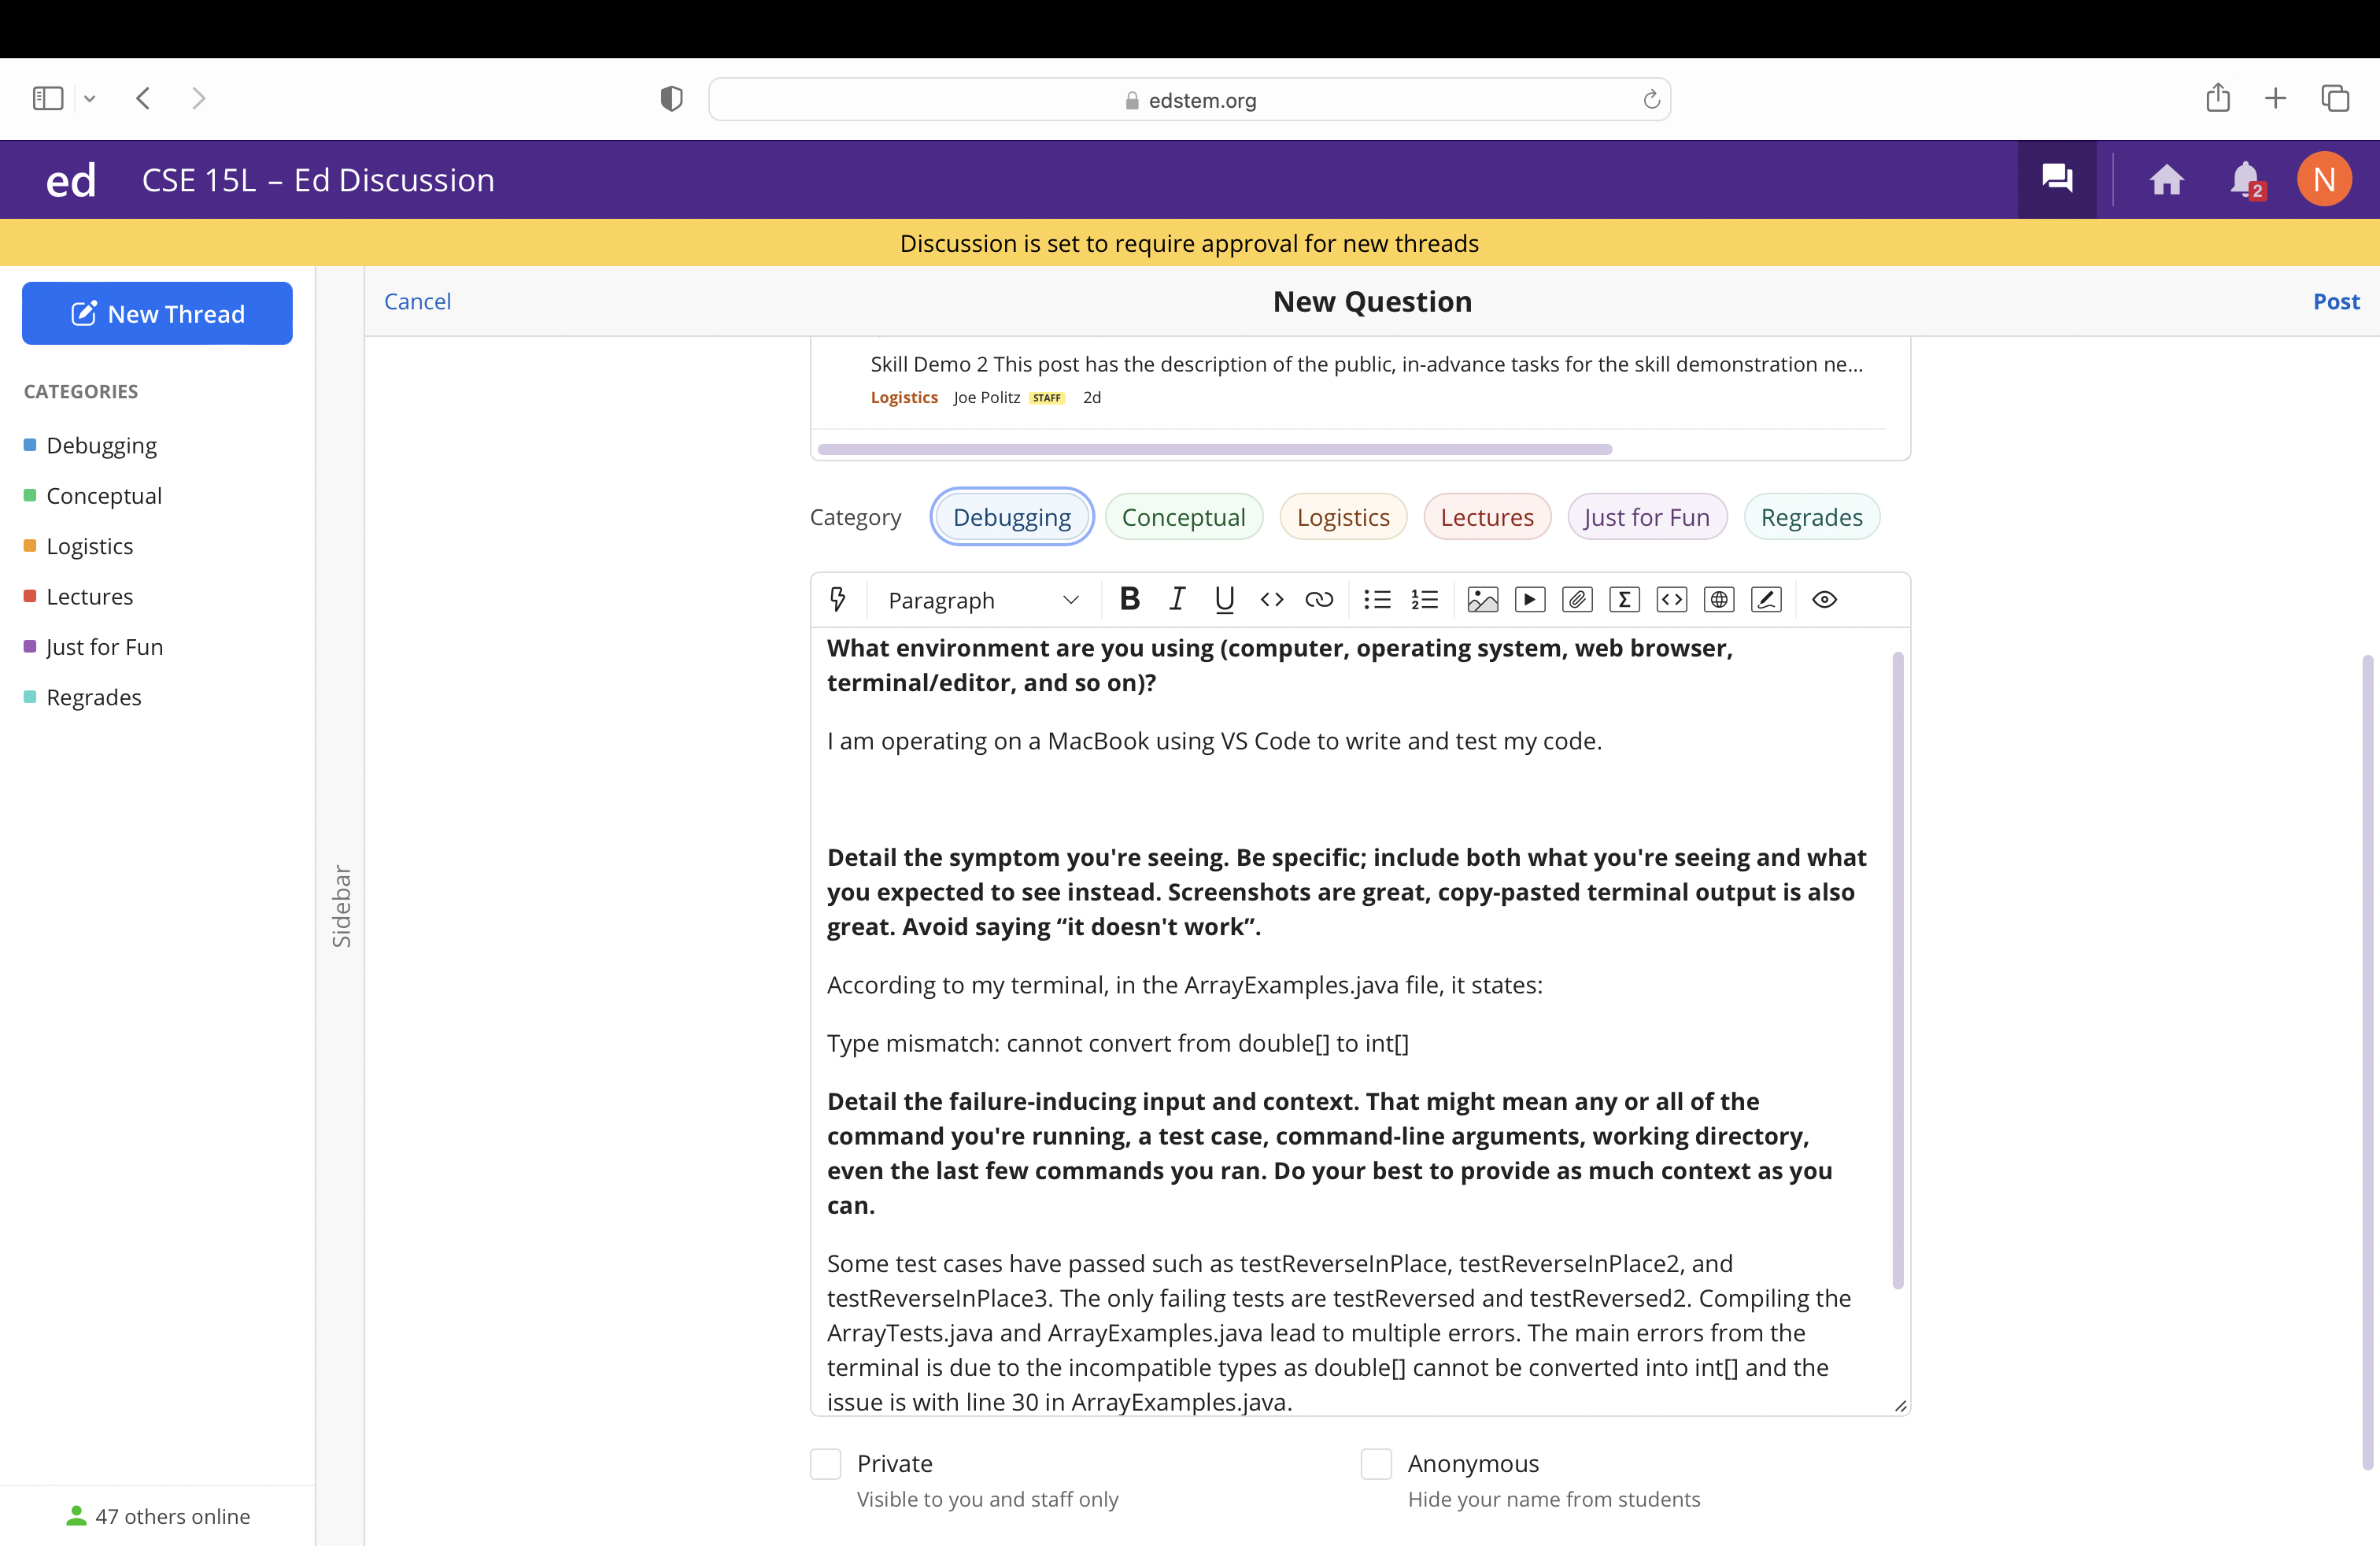 edstem.org
ed
CSE 15L – Ed Discussion
2
N
Discussion is set to require approval for new threads
New Thread
Cancel
New Question
Post
CATEGORIES
Debugging
Conceptual
Logistics
Lectures
Just for Fun
Regrades
Sidebar
47 others online
Skill Demo 2 This post has the description of the public, in-advance tasks for the skill demonstration ne...
Logistics Joe Politz STAFF 2d
Category Debugging Conceptual Logistics Lectures Just for Fun Regrades
Paragraph
What environment are you using (computer, operating system, web browser,
terminal/editor, and so on)?
I am operating on a MacBook using VS Code to write and test my code.
Detail the symptom you're seeing. Be specific; include both what you're seeing and what
you expected to see instead. Screenshots are great, copy-pasted terminal output is also
great. Avoid saying “it doesn't work”.
According to my terminal, in the ArrayExamples.java file, it states:
Type mismatch: cannot convert from double[] to int[]
Detail the failure-inducing input and context. That might mean any or all of the
command you're running, a test case, command-line arguments, working directory,
even the last few commands you ran. Do your best to provide as much context as you
can.
Some test cases have passed such as testReverseInPlace, testReverseInPlace2, and
testReverseInPlace3. The only failing tests are testReversed and testReversed2. Compiling the
ArrayTests.java and ArrayExamples.java lead to multiple errors. The main errors from the
terminal is due to the incompatible types as double[] cannot be converted into int[] and the
issue is with line 30 in ArrayExamples.java.
Private
Visible to you and staff only
Anonymous
Hide your name from students